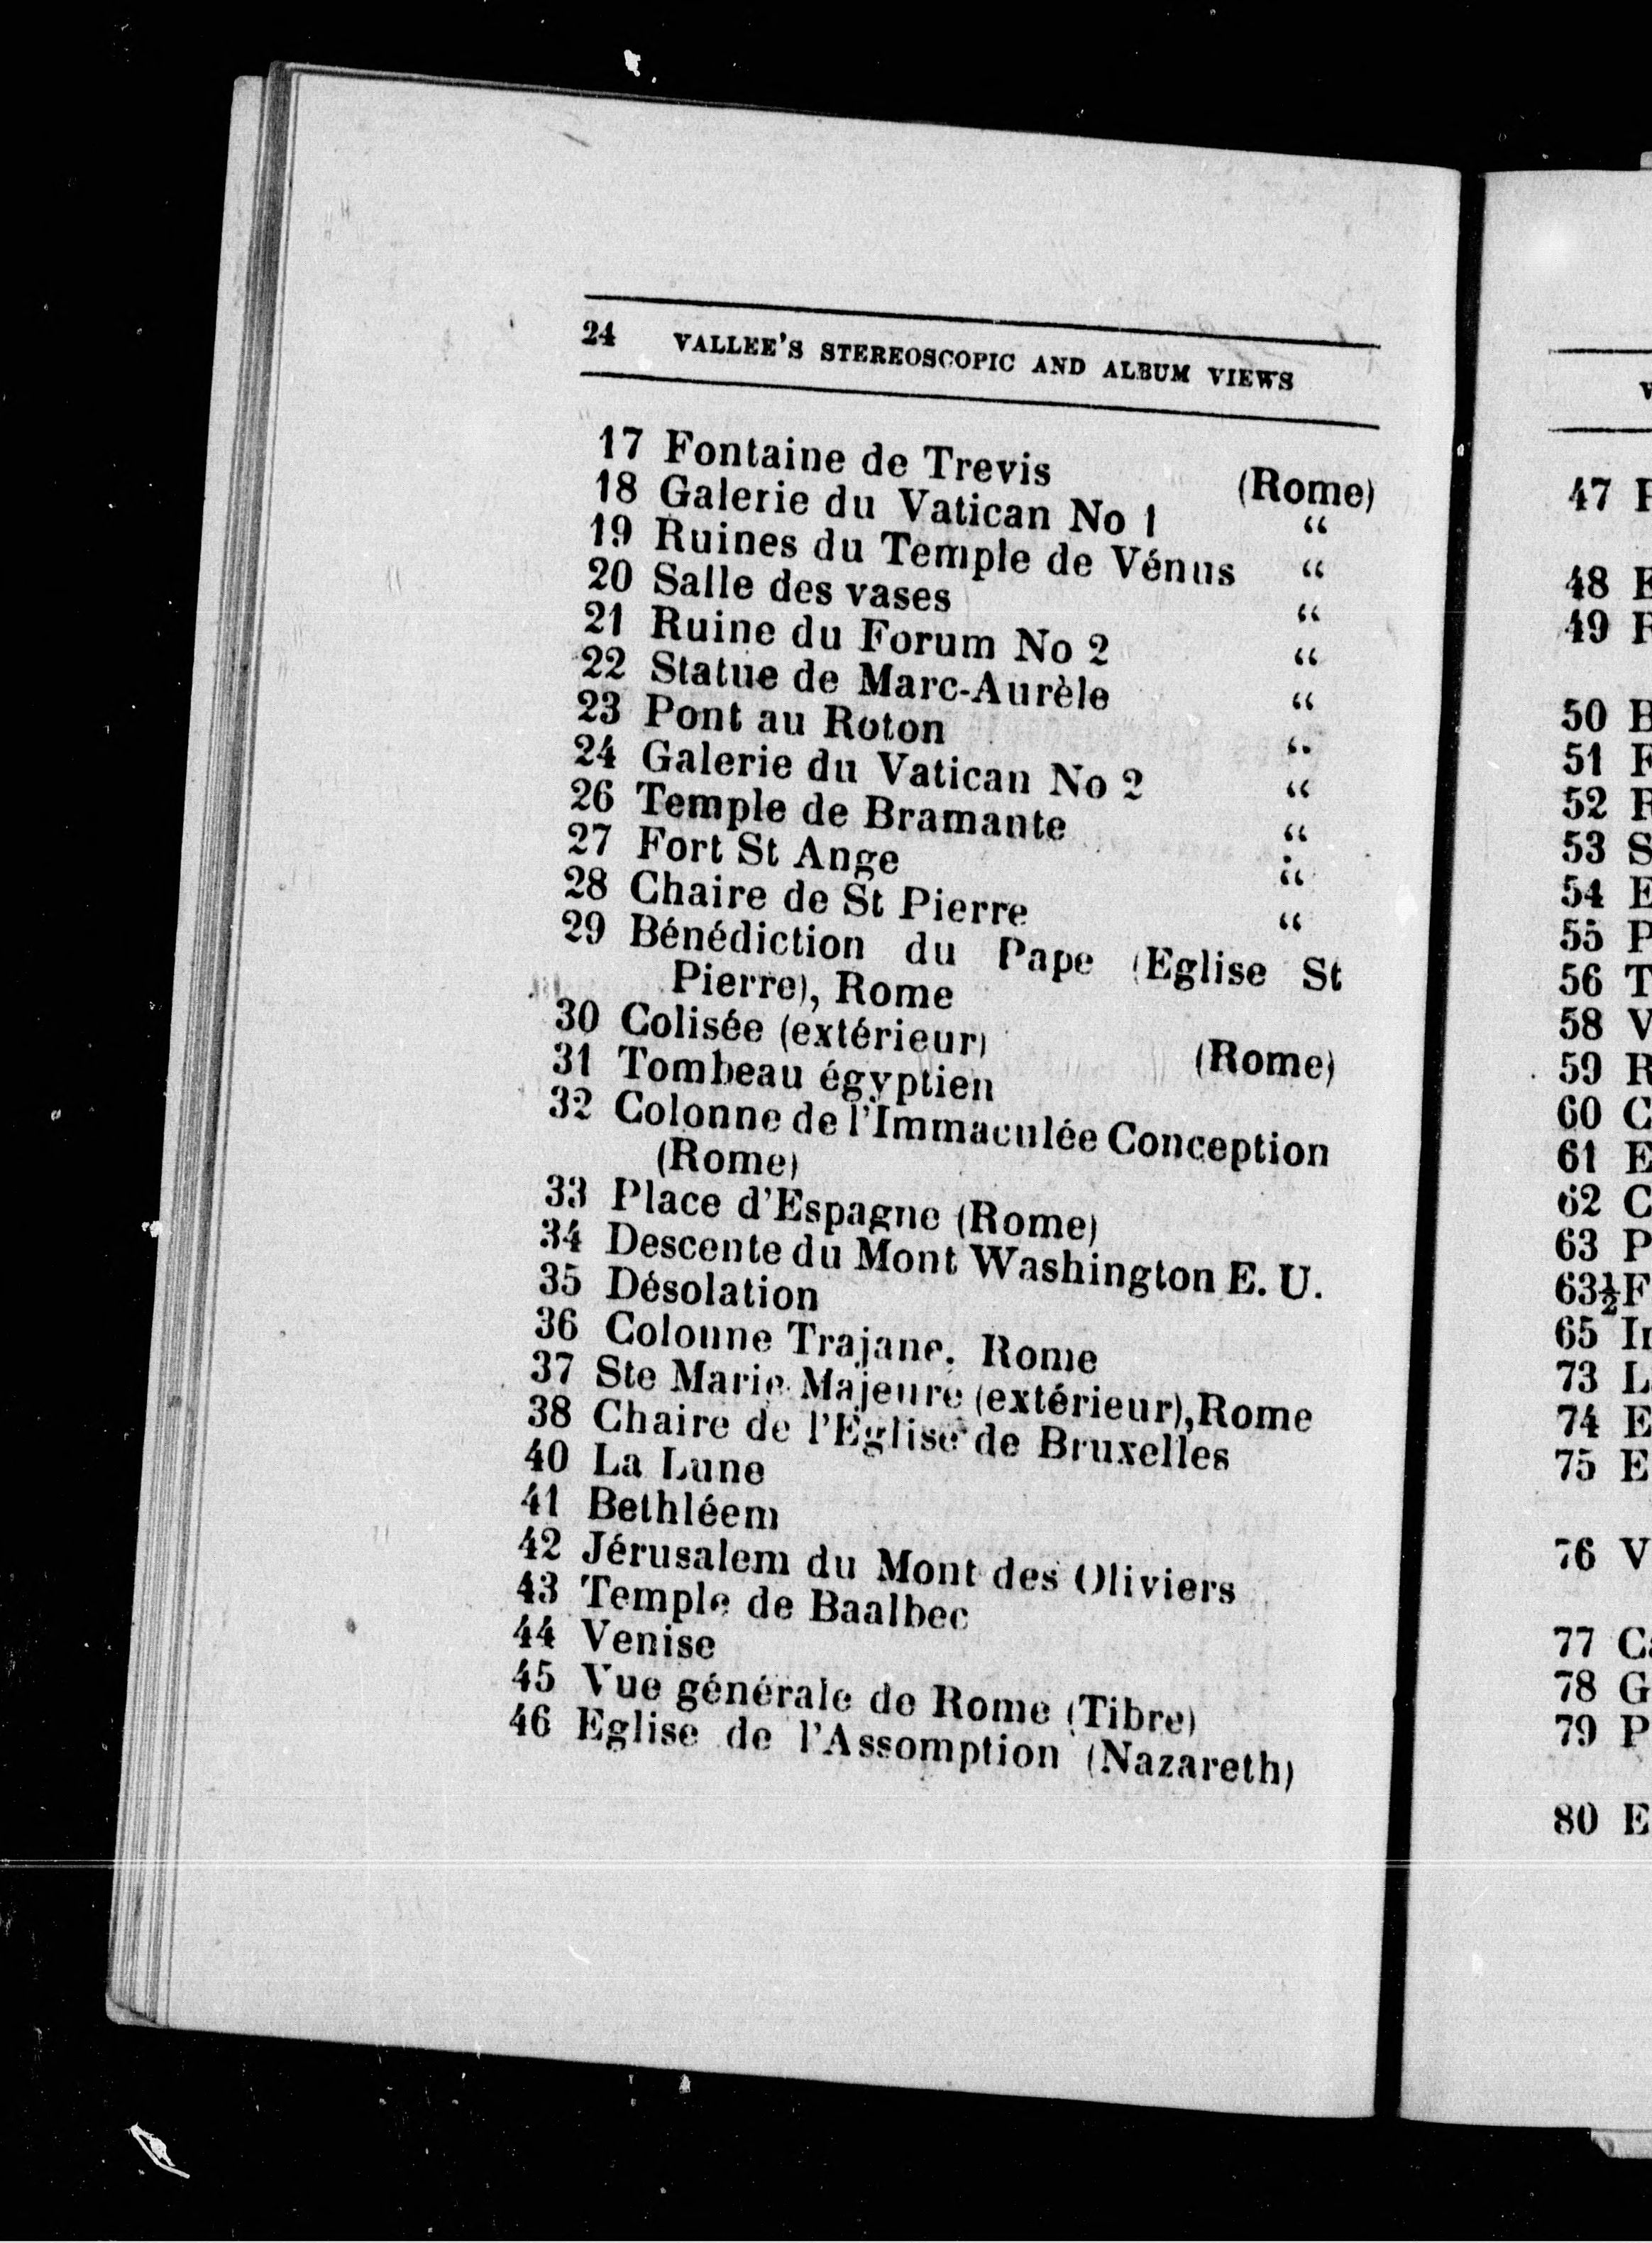 24 VALLEE'S STEREOSCOPIC AND ALBUM VIEWS
17 Fontaine de Trevis (Rome)
18 Galerie du Vatican No 1 “
19 Ruines du Temple de Vénus “
20 Salle des vases “
21 Ruine du Forum No 2 “
22 Statue de Marc-Aurèle “
23 Pont au Roton “
24 Galerie du Vatican No 2 “
26 Temple de Bramante “
27 Fort St Ange “
28 Chaire de St Pierre “
29 Bénédiction du Pape (Eglise St
Pierre), Rome
30 Colisée (extérieur) (Rome)
31 Tombeau égyptien
32 Colonne de l'Immaculée Conception
(Rome)
33 Place d'Espagne (Rome)
34 Descente du Mont Washington E. U.
35 Désolation
36 Colonne Trajane, Rome
37 Ste Marie Majeure (extérieur), Rome
38 Chaire de l'Eglise de Bruxelles
40 La Lune
41 Bethléem
42 Jérusalem du Mont des Oliviers
43 Temple de Baalbec
44 Venise
45 Vue générale de Rome (Tibre)
46 Eglise de l'Assomption (Nazareth)
47
48
49
50
51
52
53
54
55
56
58
59
60
61
62
63
63½
65
73
74
75
76
77
78
79
80